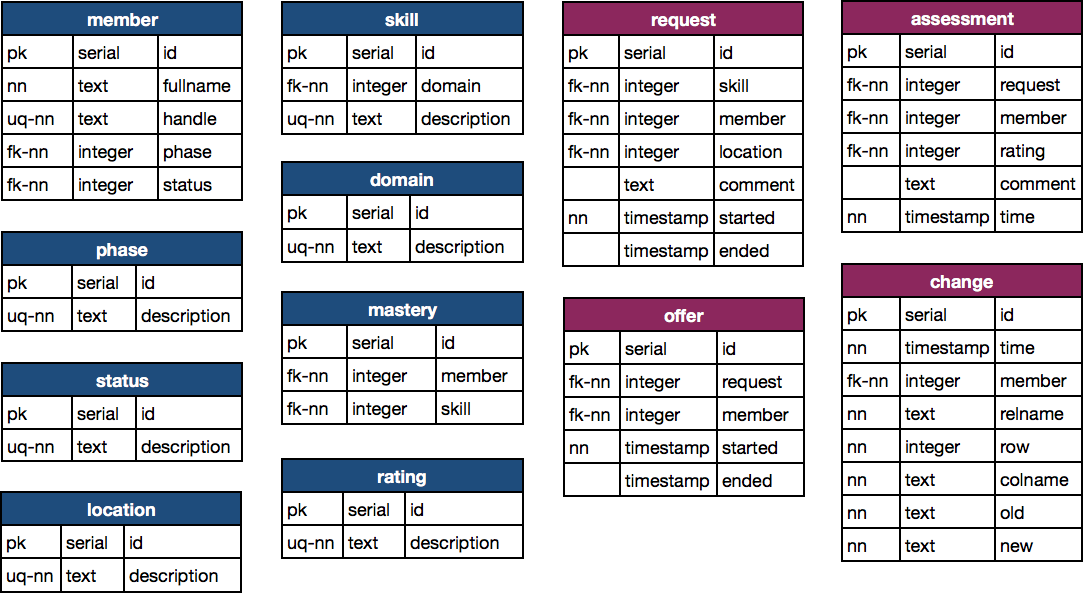 member
pk serial id
nn text fullname
uq-nn text handle
fk-nn integer phase
fk-nn integer status
phase
pk serial id
uq-nn text description
status
pk serial id
uq-nn text description
location
pk serial id
uq-nn text description
skill
pk serial id
fk-nn integer domain
uq-nn text description
domain
pk serial id
uq-nn text description
mastery
pk serial id
fk-nn integer member
fk-nn integer skill
rating
pk serial id
uq-nn text description
request
pk serial id
fk-nn integer skill
fk-nn integer member
fk-nn integer location
text comment
nn timestamp started
timestamp ended
offer
pk serial id
fk-nn integer request
fk-nn integer member
nn timestamp started
timestamp ended
assessment
pk serial id
fk-nn integer request
fk-nn integer member
fk-nn integer rating
text comment
nn timestamp time
change
pk serial id
nn timestamp time
fk-nn integer member
nn text relname
nn integer row
nn text colname
nn text old
nn text new